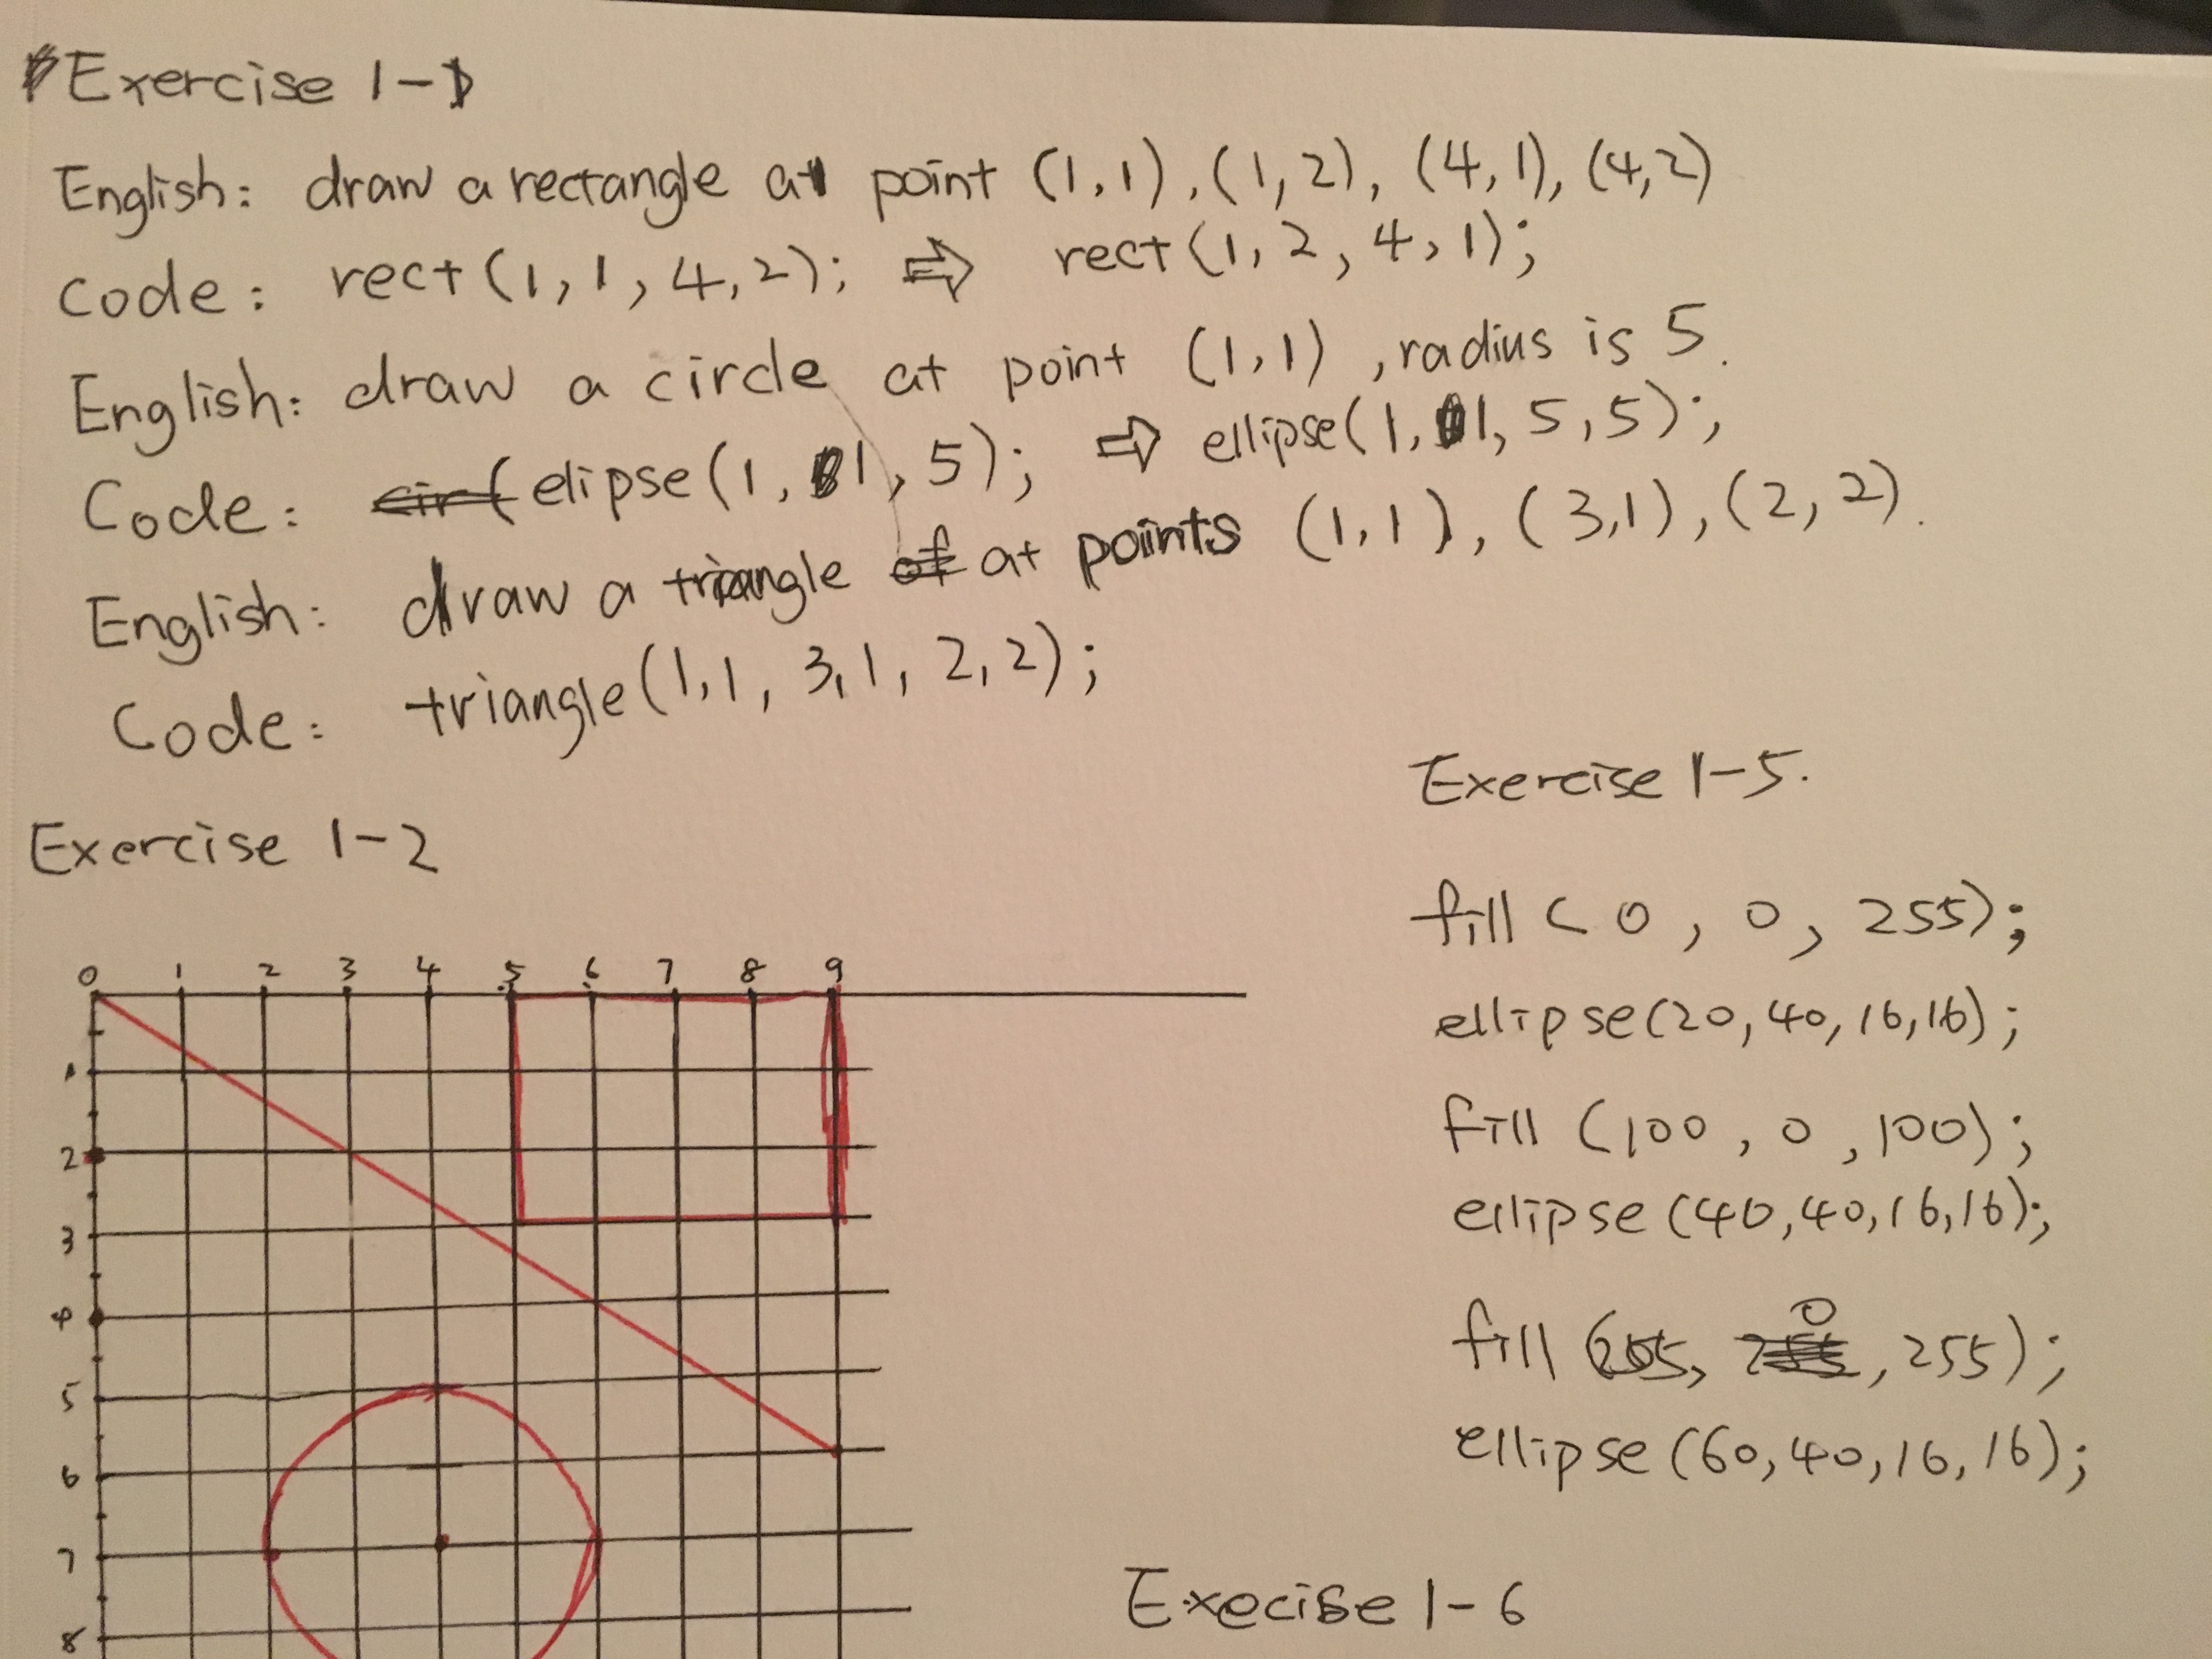 Exercise 1-1
English: draw a rectangle at point (1,1), (1,2), (4,1), (4,2)
Code: rect(1,1,4,2); ⇒ rect(1,2,4,1);
English: draw a circle at point (1,1), radius is 5.
Code: elipse(1,1,5); ⇒ ellipse(1,1,5,5);
English: draw a triangle at points (1,1), (3,1), (2,2).
Code: triangle(1,1,3,1,2,2);
Exercise 1-2
0 1 2 3 4 5 6 7 8 9
1
2
3
4
5
6
7
8
Exercise 1-5.
fill(0, 0, 255);
ellipse(20,40,16,16);
fill(100, 0, 100);
ellipse(40,40,16,16);
fill( , 0, 255);
ellipse(60,40,16,16);
Execise 1-6